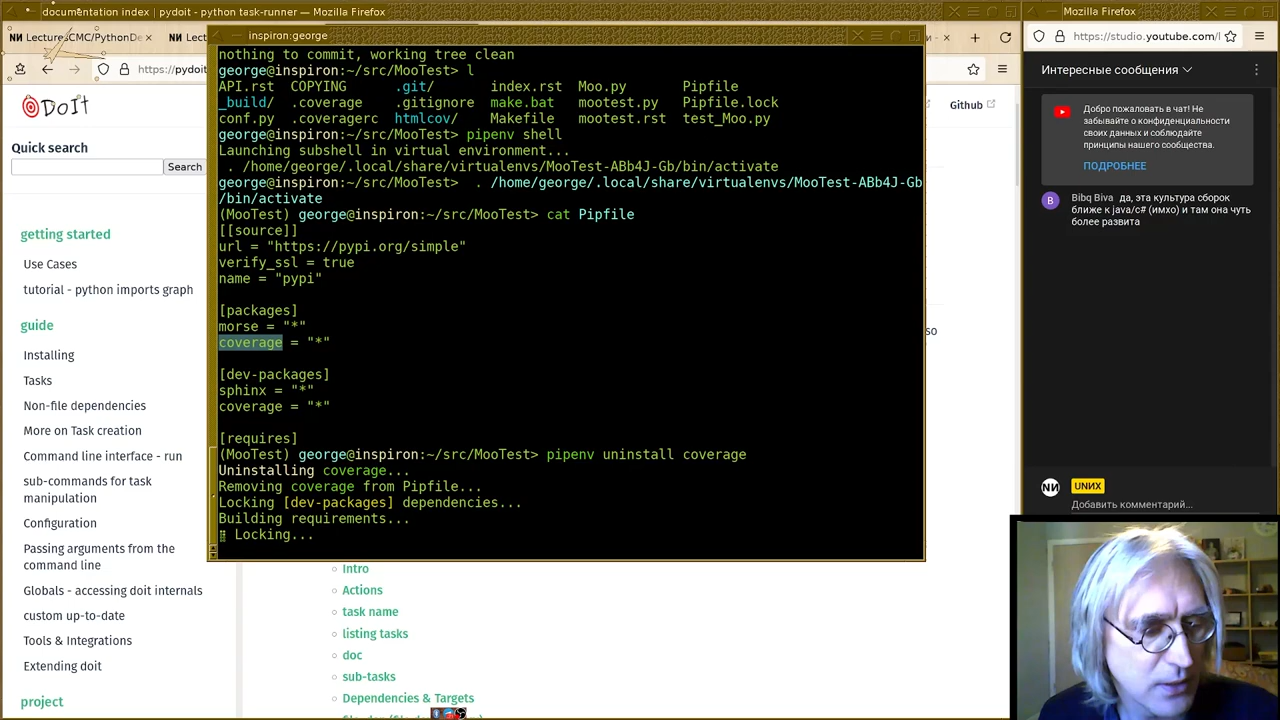 documentation index | pydoit - python task-runner — Mozilla Firefox
Mozilla Firefox
LecturesCMC/PythonDe
Lect
https://pydoit
https://studio.youtube.com/l
inspiron:george
nothing to commit, working tree clean
george@inspiron:~/src/MooTest> l
API.rst COPYING .git/ index.rst Moo.py Pipfile
_build/ .coverage .gitignore make.bat mootest.py Pipfile.lock
conf.py .coveragerc htmlcov/ Makefile mootest.rst test_Moo.py
george@inspiron:~/src/MooTest> pipenv shell
Launching subshell in virtual environment...
. /home/george/.local/share/virtualenvs/MooTest-ABb4J-Gb/bin/activate
george@inspiron:~/src/MooTest> . /home/george/.local/share/virtualenvs/MooTest-ABb4J-Gb
/bin/activate
(MooTest) george@inspiron:~/src/MooTest> cat Pipfile
[[source]]
url = "https://pypi.org/simple"
verify_ssl = true
name = "pypi"
[packages]
morse = "*"
coverage = "*"
[dev-packages]
sphinx = "*"
coverage = "*"
[requires]
(MooTest) george@inspiron:~/src/MooTest> pipenv uninstall coverage
Uninstalling coverage...
Removing coverage from Pipfile...
Locking [dev-packages] dependencies...
Building requirements...
Locking...
DOIT
Quick search
Search
getting started
Use Cases
tutorial - python imports graph
guide
Installing
Tasks
Non-file dependencies
More on Task creation
Command line interface - run
sub-commands for task
manipulation
Configuration
Passing arguments from the
command line
Globals - accessing doit internals
custom up-to-date
Tools & Integrations
Extending doit
project
Github
so
Intro
Actions
task name
listing tasks
doc
sub-tasks
Dependencies & Targets
Интересные сообщения
Добро пожаловать в чат! Не
забывайте о конфиденциальности
своих данных и соблюдайте
принципы нашего сообщества.
ПОДРОБНЕЕ
B
Bibq Biva да, эта культура сборок
ближе к java/c# (имхо) и там она чуть
более развита
UNИX
Добавить комментарий...